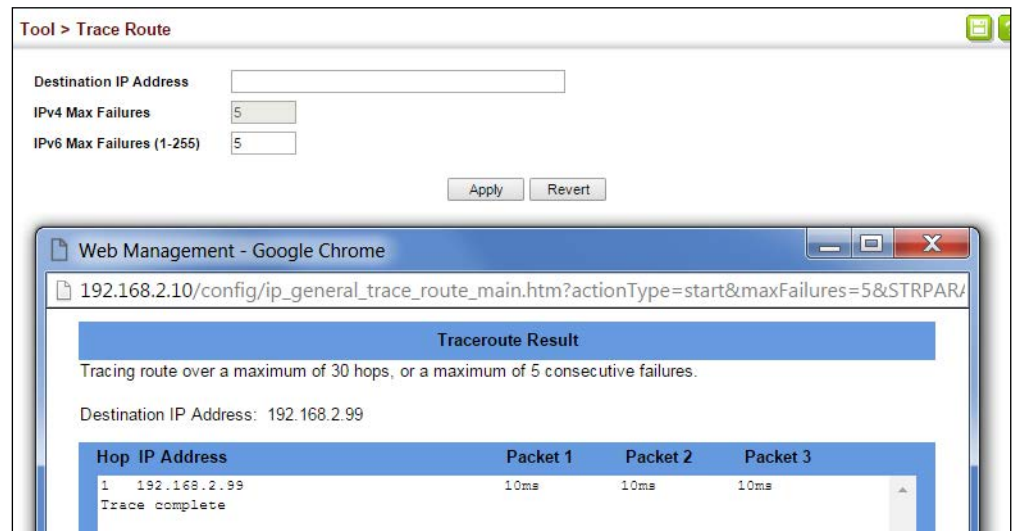 Tool > Trace Route
Destination IP Address
IPv4 Max Failures 5
IPv6 Max Failures (1-255) 5
Apply Revert
Web Management - Google Chrome
192.168.2.10/config/ip_general_trace_route_main.htm?actionType=start&maxFailures=5&STRPARA
Traceroute Result
Tracing route over a maximum of 30 hops, or a maximum of 5 consecutive failures.
Destination IP Address: 192.168.2.99
Hop IP Address Packet 1 Packet 2 Packet 3
1 192.168.2.99 10ms 10ms 10ms
Trace complete